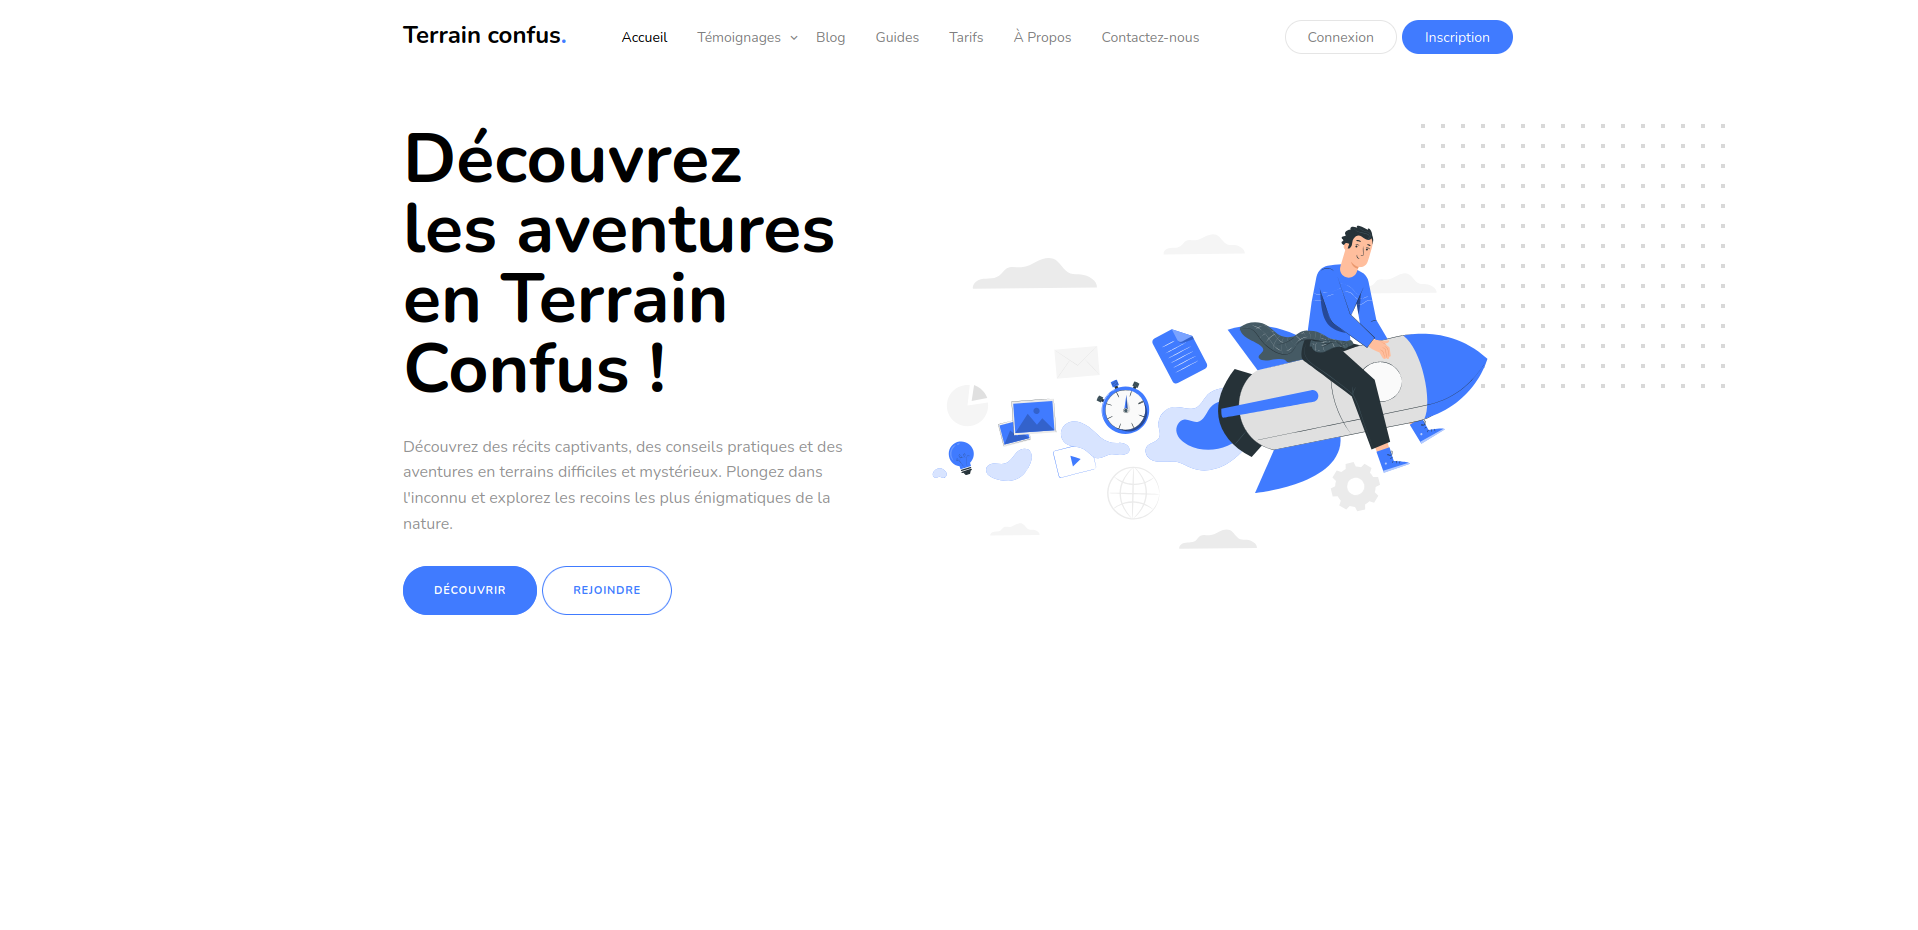 Terrain confus.
Accueil
Témoignages
Blog
Guides
Tarifs
À Propos
Contactez-nous
Connexion
Inscription
Découvrez
les aventures
en Terrain
Confus !
Découvrez des récits captivants, des conseils pratiques et des
aventures en terrains difficiles et mystérieux. Plongez dans
l'inconnu et explorez les recoins les plus énigmatiques de la
nature.
DÉCOUVRIR
REJOINDRE